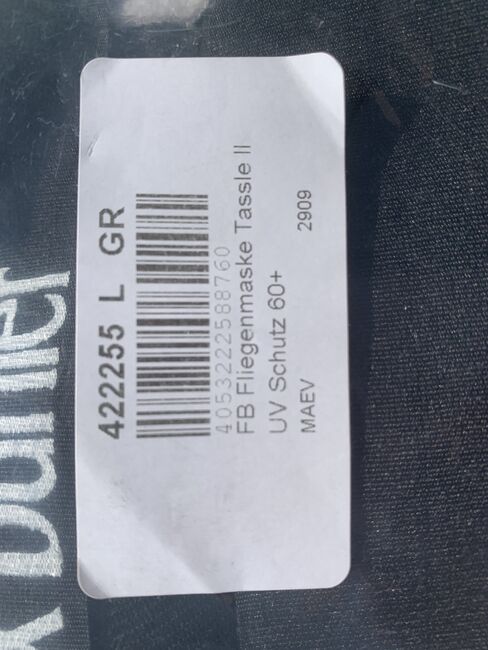 422255 L GR
4053222588760
FB Fliegenmaske Tassle II
UV Schutz 60+
MAEV 2909